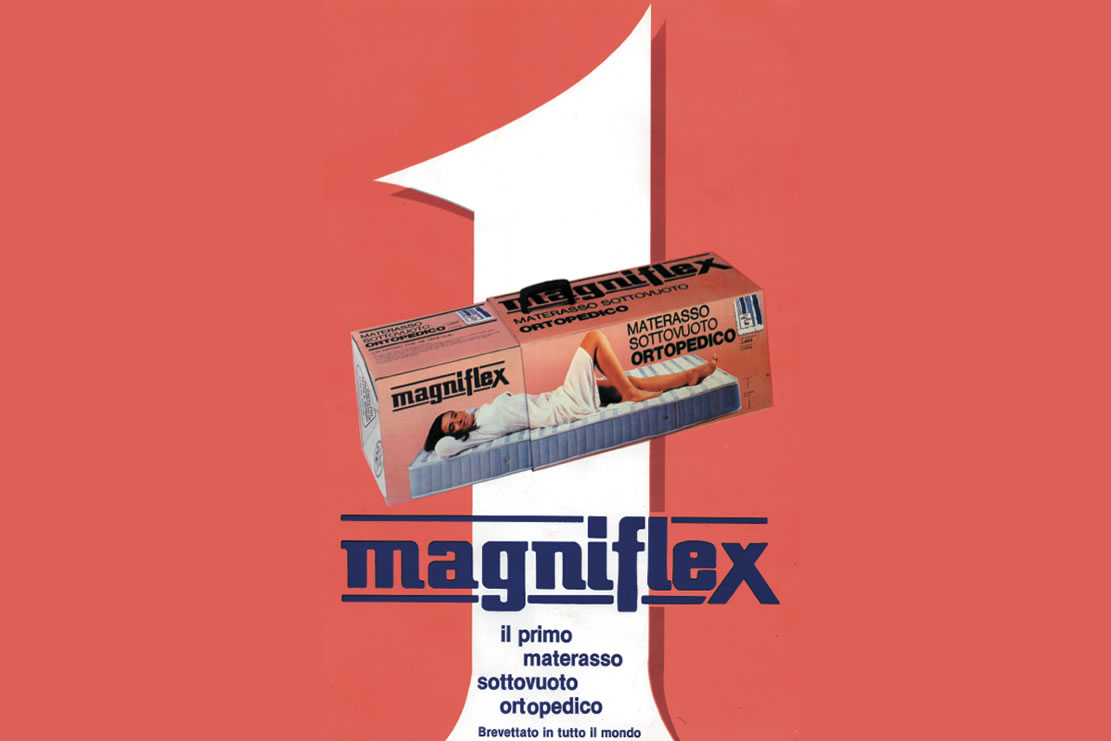 1
magniflex
MATERASSO SOTTOVUOTO
ORTOPEDICO
MATERASSO
SOTTOVUOTO
ORTOPEDICO
MATERASSO
SOTTOVUOTO
ORTOPEDICO
magniflex
magniflex
il primo
materasso
sottovuoto
ortopedico
Brevettato in tutto il mondo